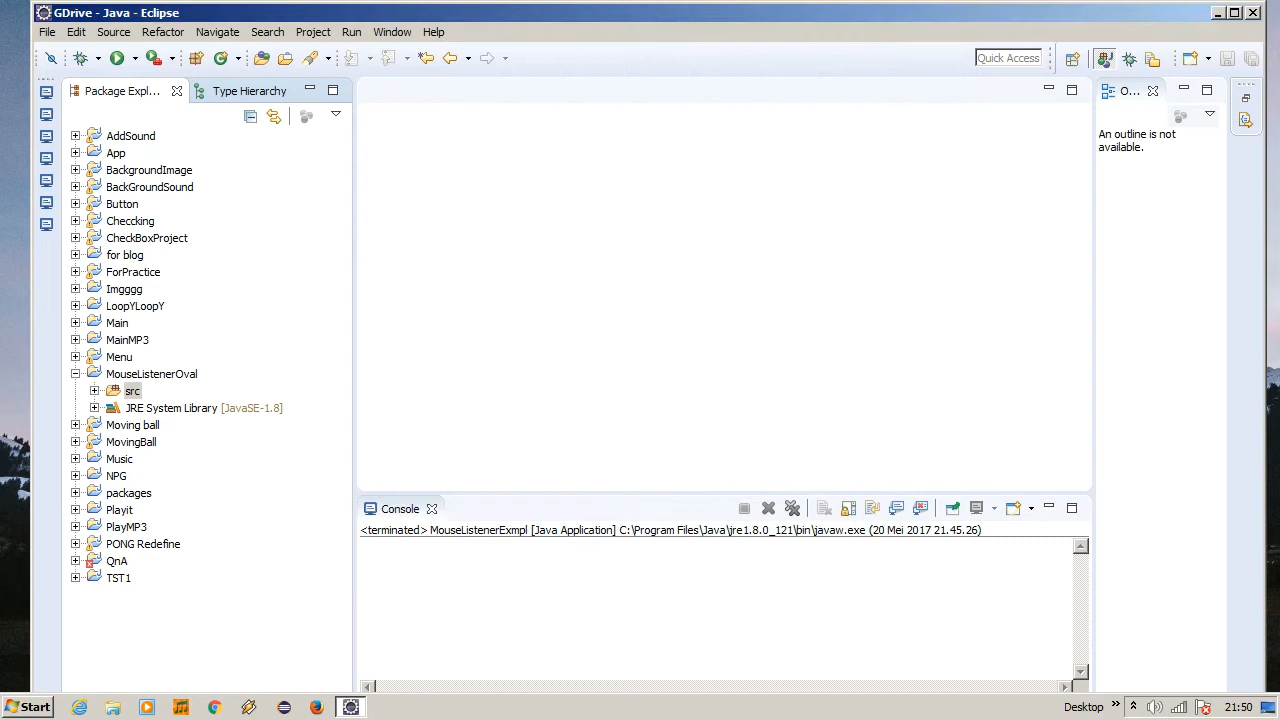 GDrive - Java - Eclipse
File Edit Source Refactor Navigate Search Project Run Window Help
Quick Access
Package Expl...
Type Hierarchy
O...
An outline is not
available.
AddSound
App
BackgroundImage
BackGroundSound
Button
Checcking
CheckBoxProject
for blog
ForPractice
Imgggg
LoopYLoopY
Main
MainMP3
Menu
MouseListenerOval
src
JRE System Library [JavaSE-1.8]
Moving ball
MovingBall
Music
NPG
packages
Playit
PlayMP3
PONG Redefine
QnA
TST1
Console
<terminated> MouseListenerExmpl [Java Application] C:\Program Files\Java\jre1.8.0_121\bin\javaw.exe (20 Mei 2017 21.45.26)
Start
Desktop
21:50